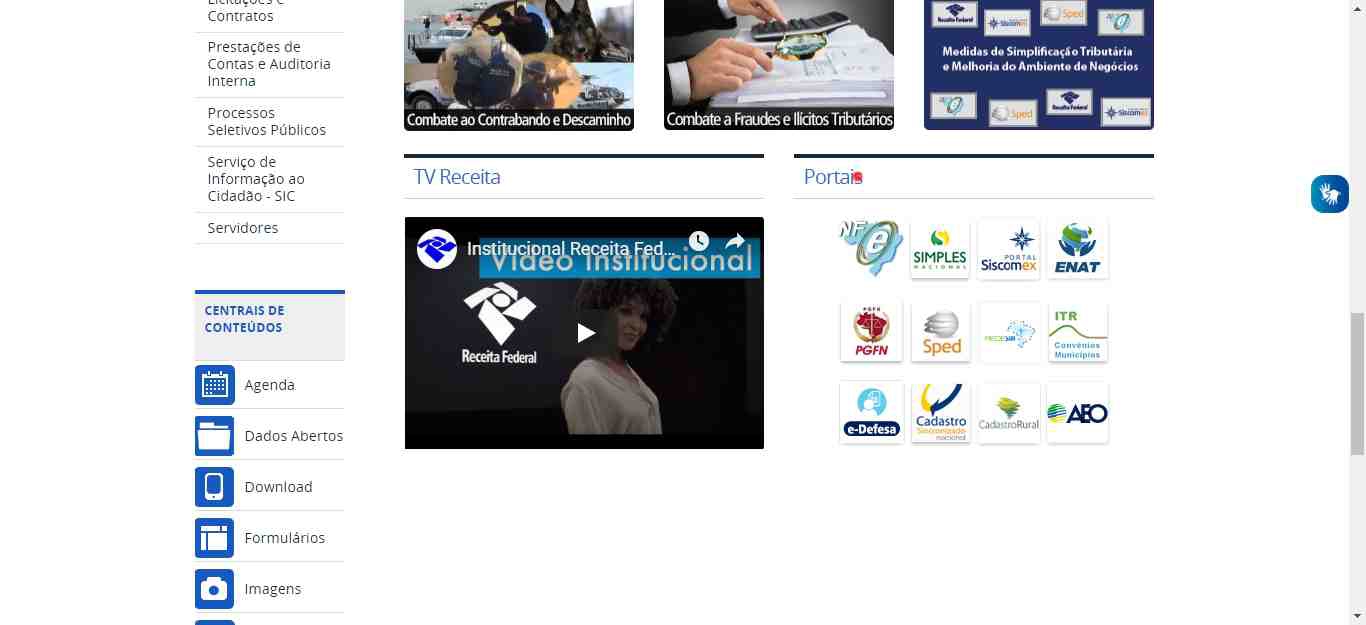 Licitações e
Contratos
Prestações de
Contas e Auditoria
Interna
Processos
Seletivos Públicos
Serviço de
Informação ao
Cidadão - SIC
Servidores
CENTRAIS DE
CONTEÚDOS
Agenda
Dados Abertos
Download
Formulários
Imagens
Combate ao Contrabando e Descaminho
Combate a Fraudes e Ilícitos Tributários
Receita Federal
Siscomex
Sped
Medidas de Simplificação Tributária
e Melhoria do Ambiente de Negócios
Sped
Receita Federal
Siscomex
TV Receita
Institucional Receita Fed...
Vídeo Institucional
Receita Federal
Portais
NF e
SIMPLES
NACIONAL
PORTAL
Siscomex
ENAT
PGFN
PGFN
Sped
REDESIM
ITR
Convênios
Municípios
e-Defesa
Cadastro
Sincronizado
nacional
CadastroRural
AEO